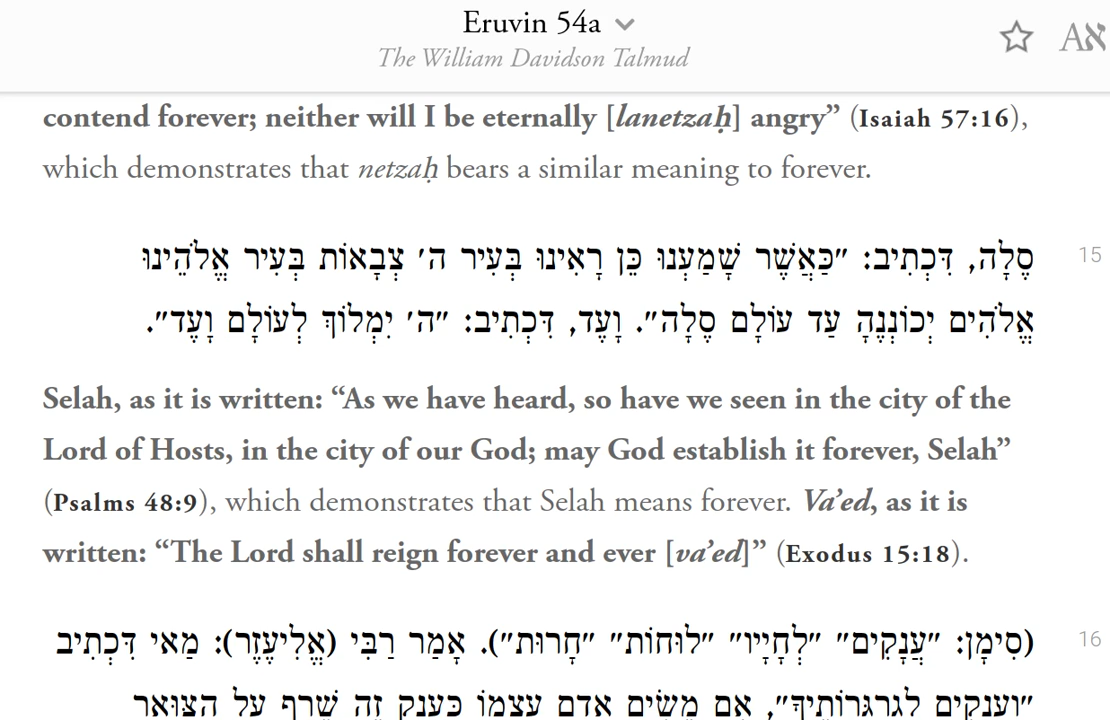 Eruvin 54a
The William Davidson Talmud
Aא
contend forever; neither will I be eternally [lanetzaḥ] angry” (Isaiah 57:16),
which demonstrates that netzaḥ bears a similar meaning to forever.
סֶלָה, דִּכְתִיב: ״כַּאֲשֶׁר שָׁמַעְנוּ כֵּן רָאִינוּ בְּעִיר ה׳ צְבָאוֹת בְּעִיר אֱלֹהֵינוּ
15
אֱלֹהִים יְכוֹנְנֶהָ עַד עוֹלָם סֶלָה״. וָעֶד, דִּכְתִיב: ״ה׳ יִמְלוֹךְ לְעוֹלָם וָעֶד״.
Selah, as it is written: “As we have heard, so have we seen in the city of the
Lord of Hosts, in the city of our God; may God establish it forever, Selah”
(Psalms 48:9), which demonstrates that Selah means forever. Va’ed, as it is
written: “The Lord shall reign forever and ever [va’ed]” (Exodus 15:18).
(סִימָן: ״עֲנָקִים״ ״לְחָיָיו״ ״לוּחוֹת״ ״חָרוּת״). אָמַר רַבִּי (אֱלִיעֶזֶר): מַאי דִּכְתִיב
16
״וענקים לגרגרותיך״, אם משים אדם עצמו כענק זה שרף על הצואר